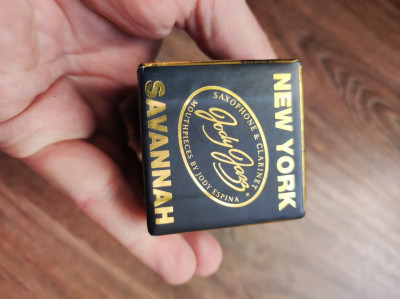 NEW YORK
SAXOPHONE & CLARINET
Jody Jazz
MOUTHPIECES BY JODY ESPINA
SAVANNAH